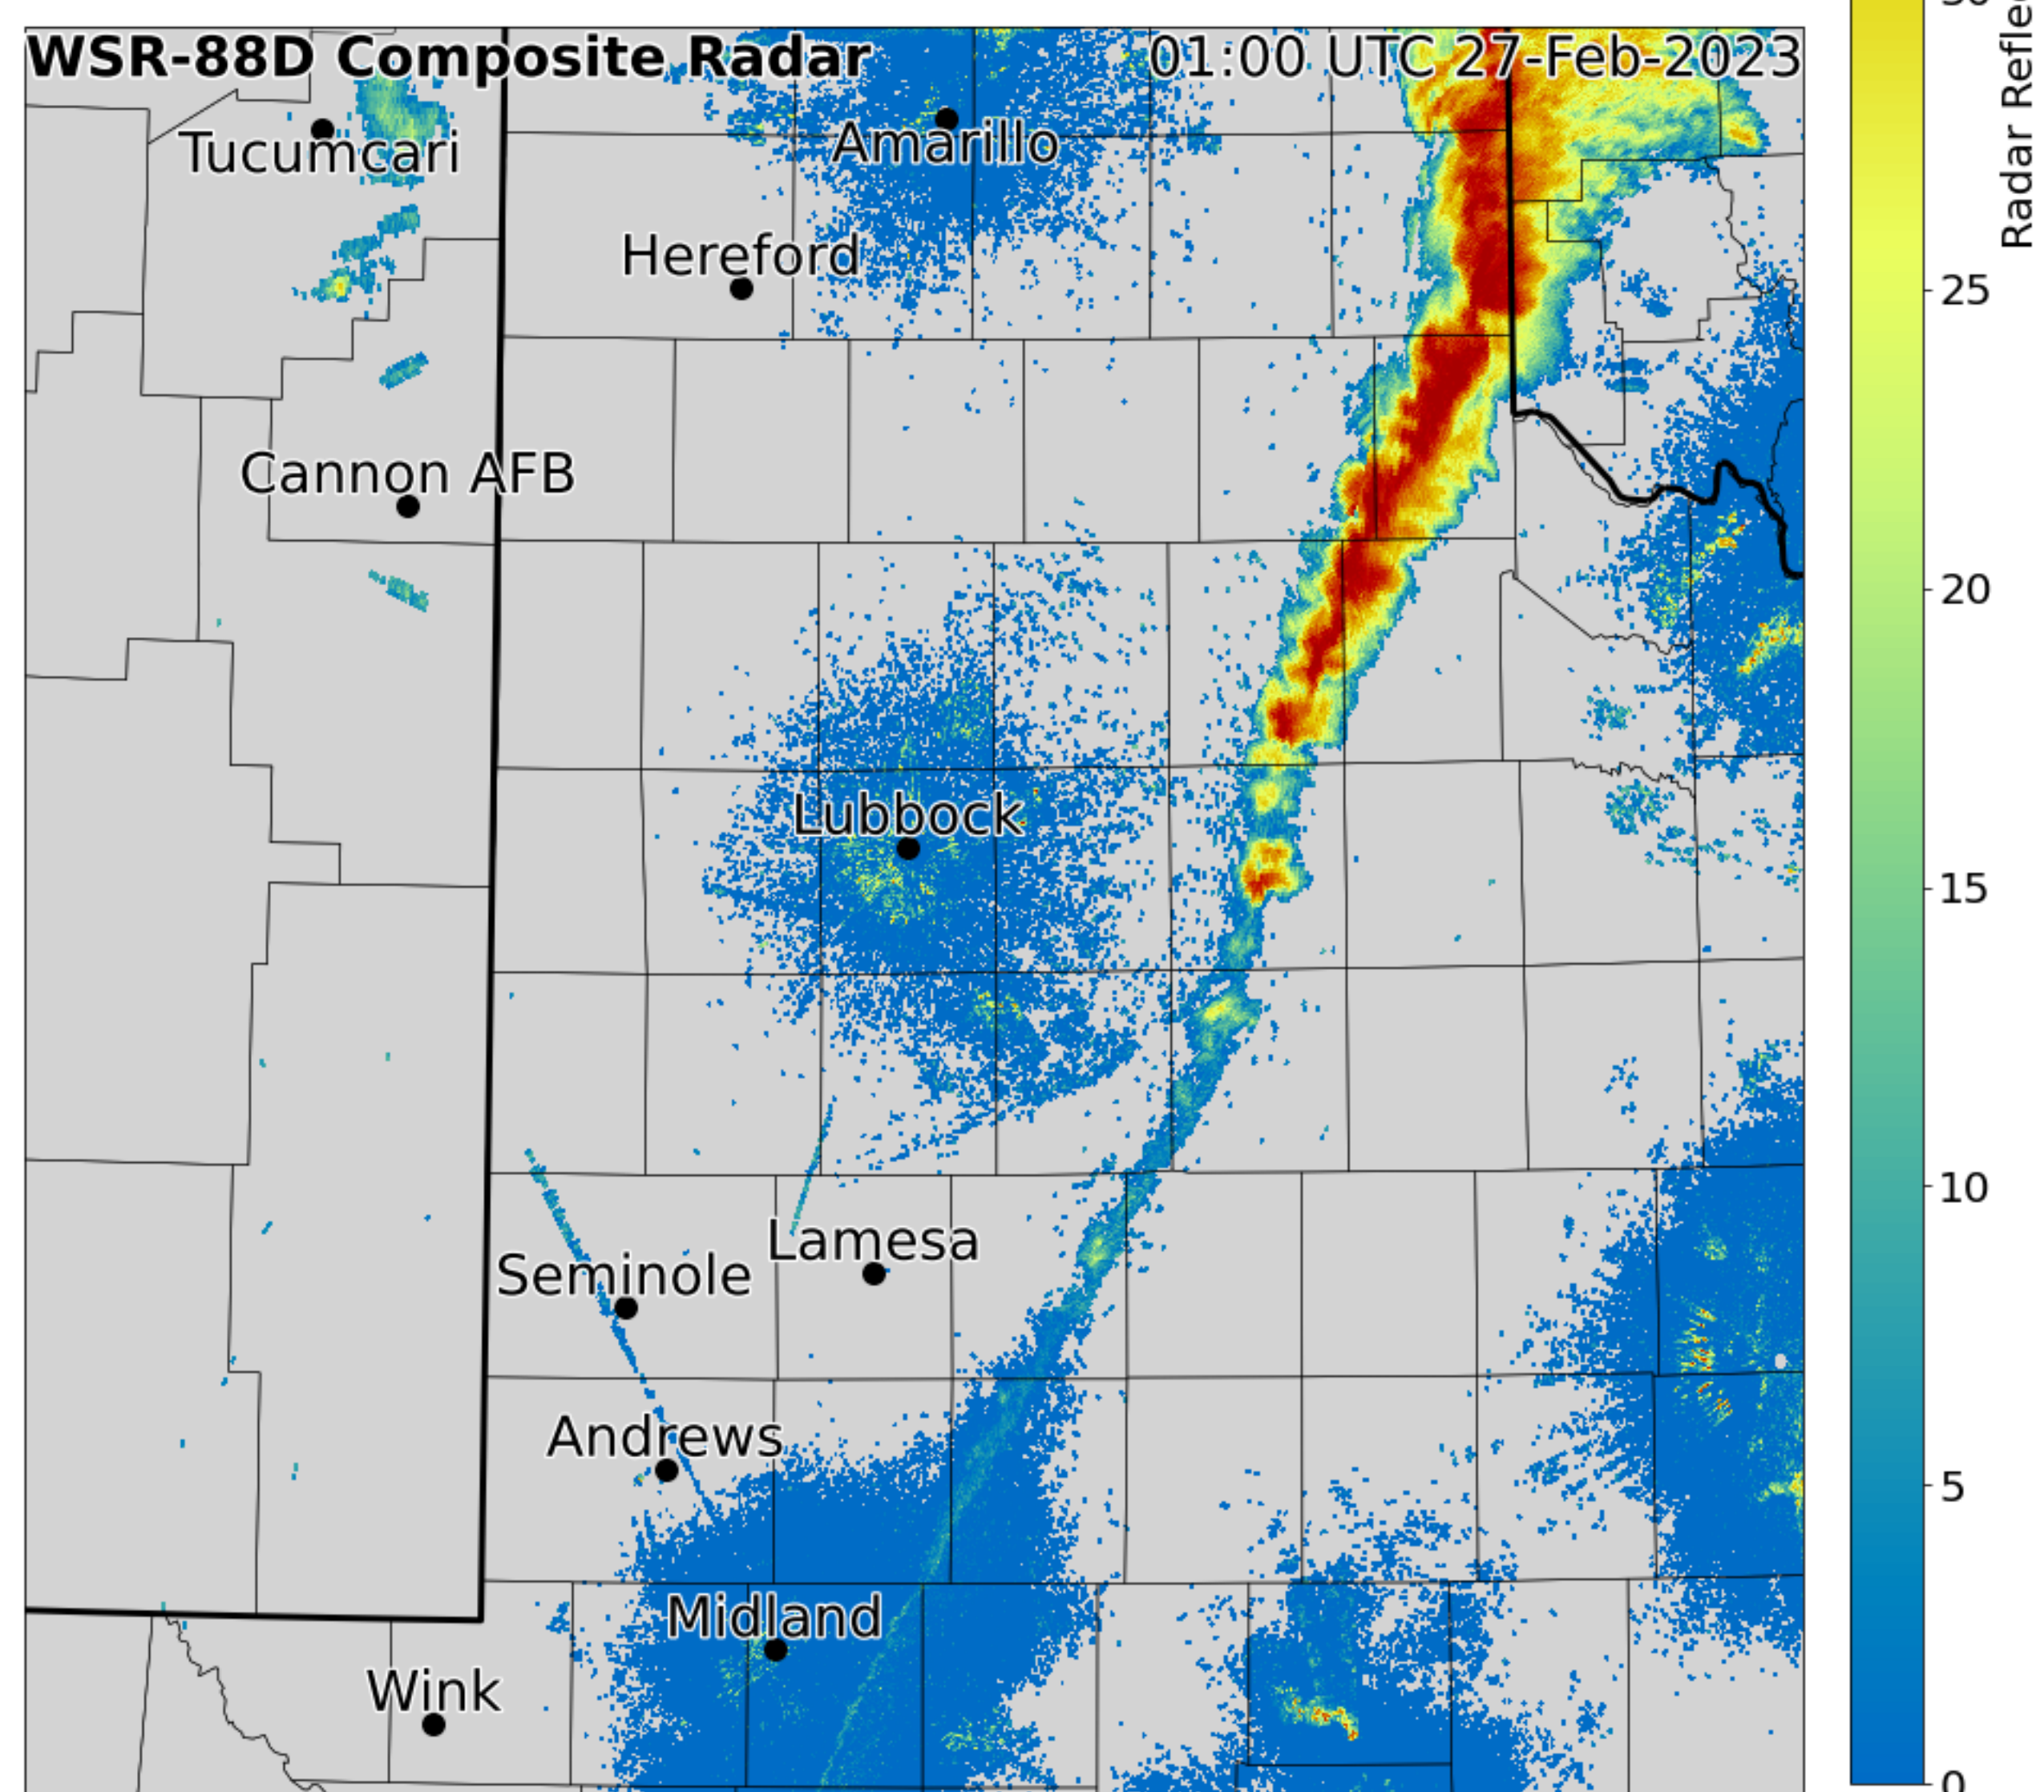 WSR-88D Composite Radar
01:00 UTC 27-Feb-2023
Tucumcari
Amarillo
Hereford
Cannon AFB
Lubbock
Lamesa
Seminole
Andrews
Midland
Wink
25
20
15
10
5
0
Radar